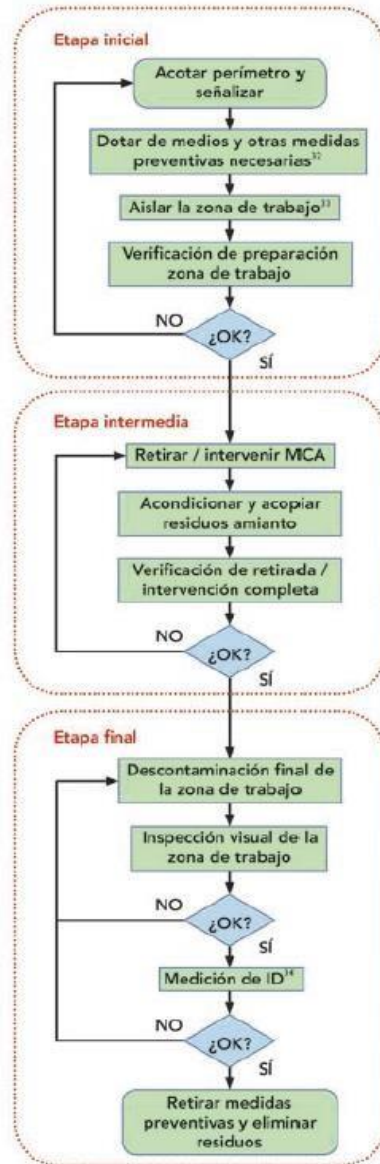 Etapa inicial
Acotar perímetro y
señalizar
Dotar de medios y otras medidas
preventivas necesarias³²
Aislar la zona de trabajo³³
Verificación de preparación
zona de trabajo
NO
¿OK?
SÍ
Etapa intermedia
Retirar / intervenir MCA
Acondicionar y acopiar
residuos amianto
Verificación de retirada /
intervención completa
NO
¿OK?
SÍ
Etapa final
Descontaminación final de
la zona de trabajo
Inspección visual de la
zona de trabajo
NO
¿OK?
SÍ
Medición de ID³⁴
NO
¿OK?
SÍ
Retirar medidas
preventivas y eliminar
residuos